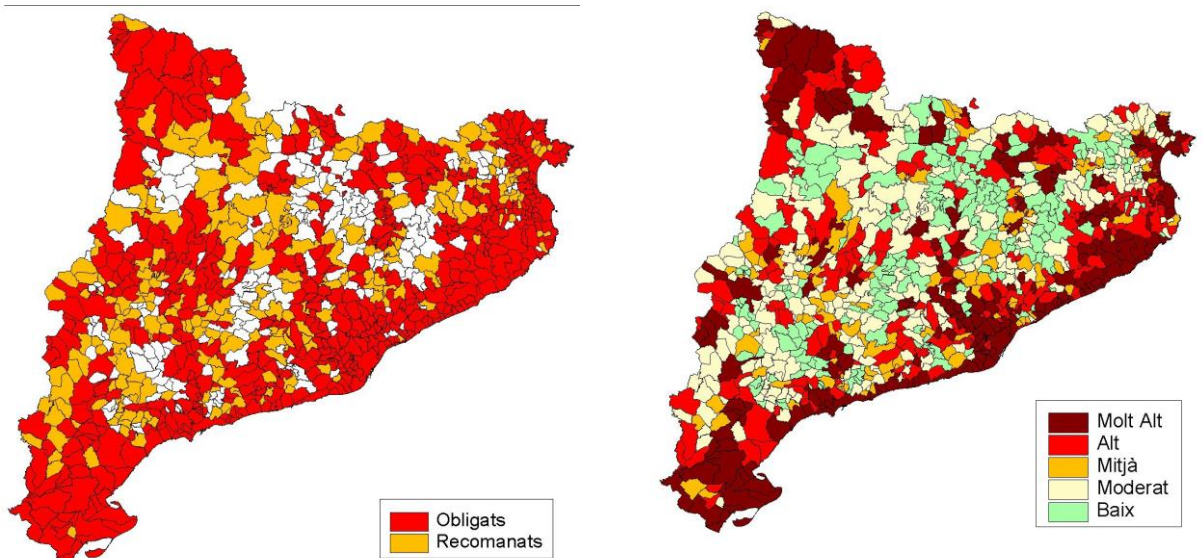 Obligats
Recomanats
Molt Alt
Alt
Mitjà
Moderat
Baix